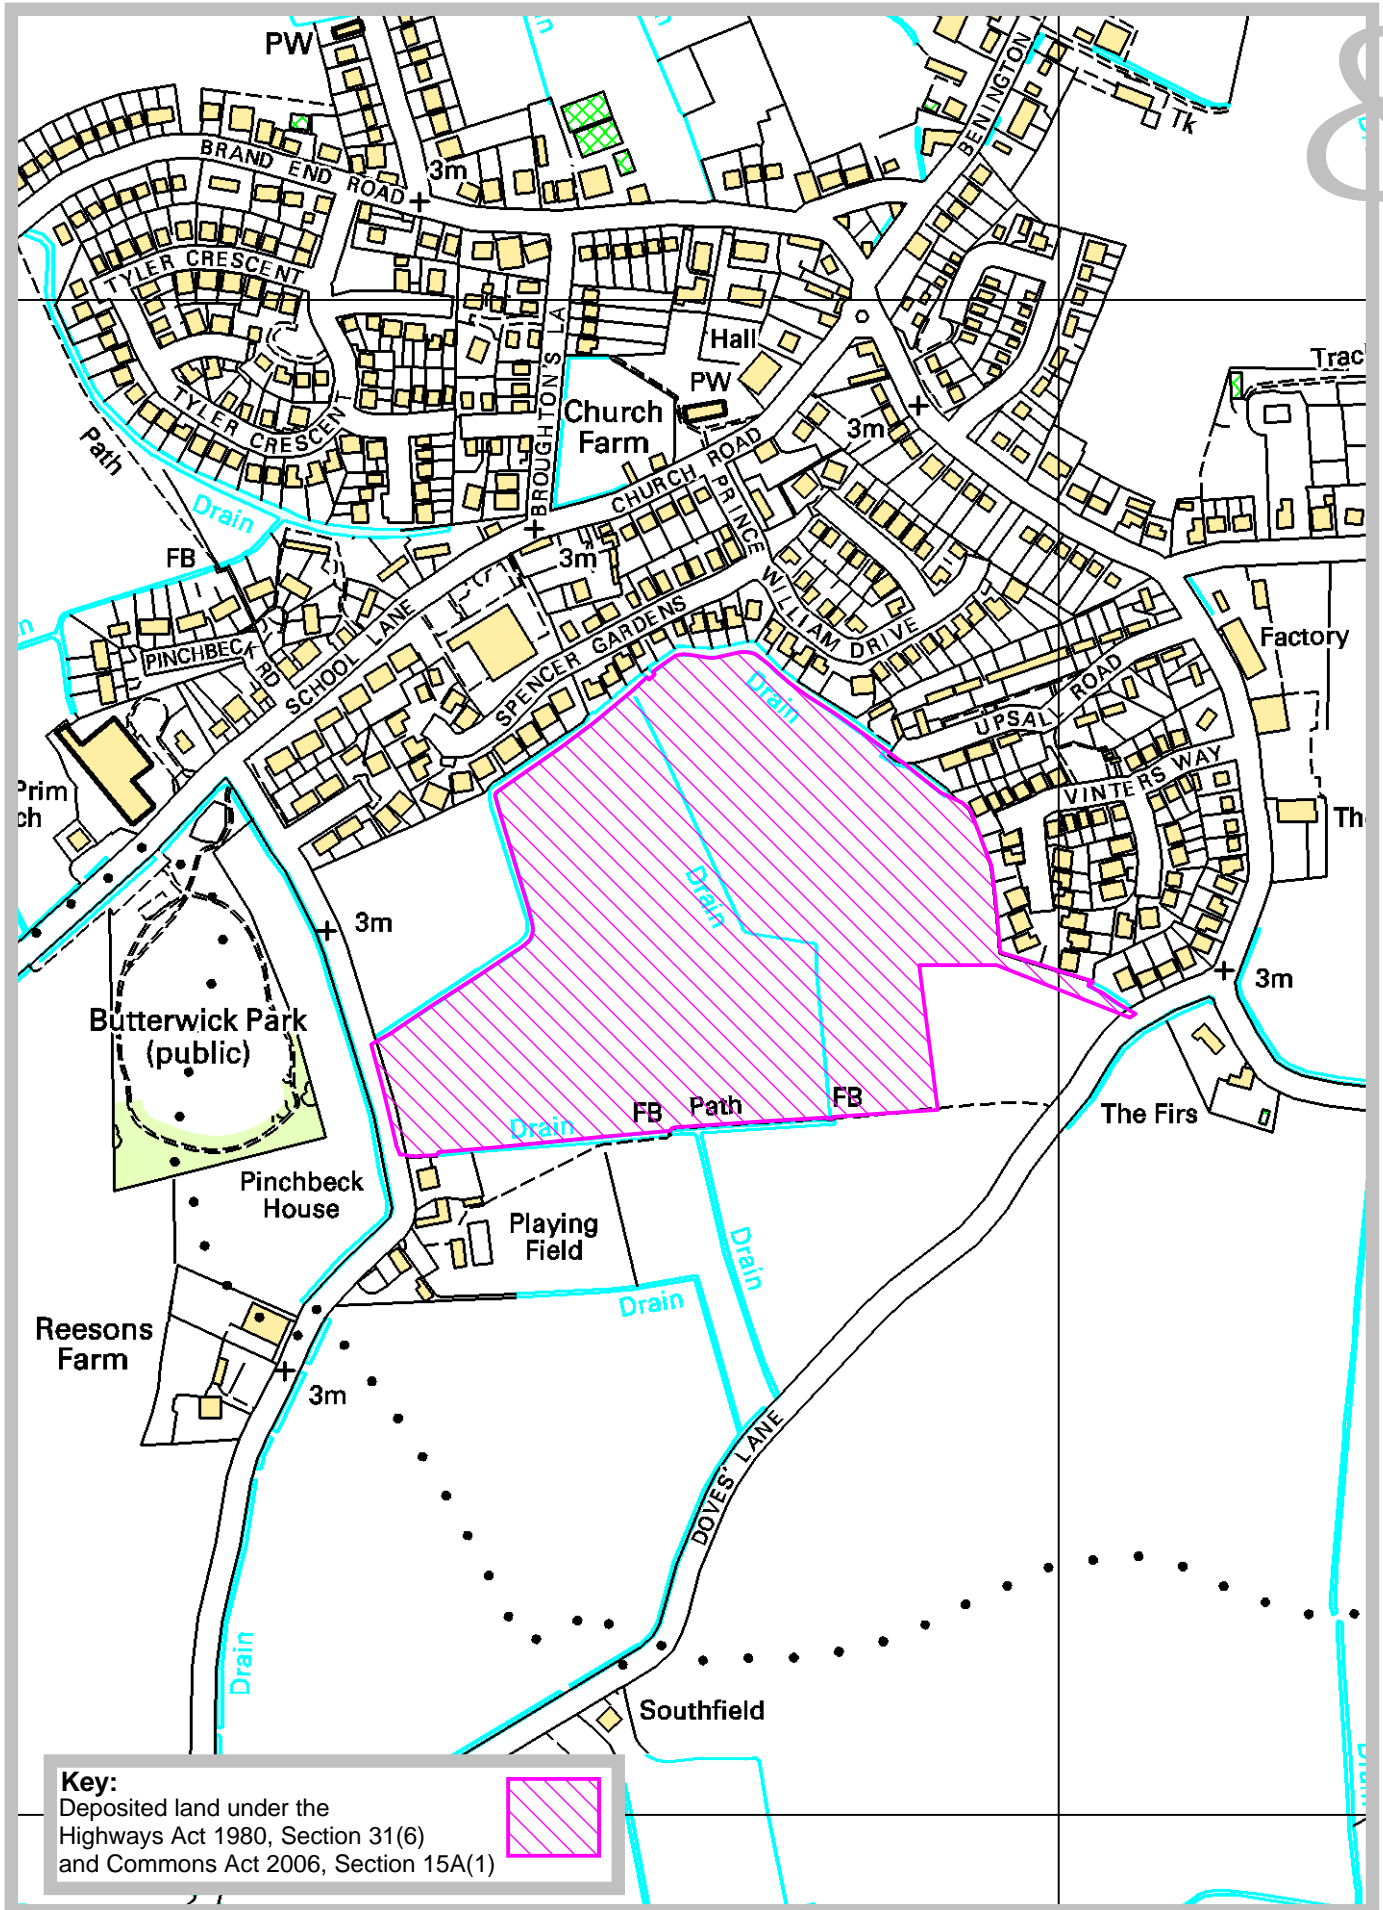 &
PW
BENINGTON
Tk
BRAND END ROAD
3m
TYLER CRESCENT
BROUGHTON'S LA
Hall
PW
Church
Farm
CHURCH ROAD
3m
TYLER CRESCENT
Path
Drain
FB
3m
PRINCE WILLIAM DRIVE
Factory
SCHOOL LANE
PINCHBECK RD
SPENCER GARDENS
Drain
UPSAL ROAD
VINTERS WAY
Prim
ch
Drain
3m
3m
Butterwick Park
(public)
FB
Path
FB
Drain
The Firs
Pinchbeck
House
Playing
Field
Drain
Drain
Reesons
Farm
3m
DOVES' LANE
Drain
Southfield
Key:
Deposited land under the
Highways Act 1980, Section 31(6)
and Commons Act 2006, Section 15A(1)